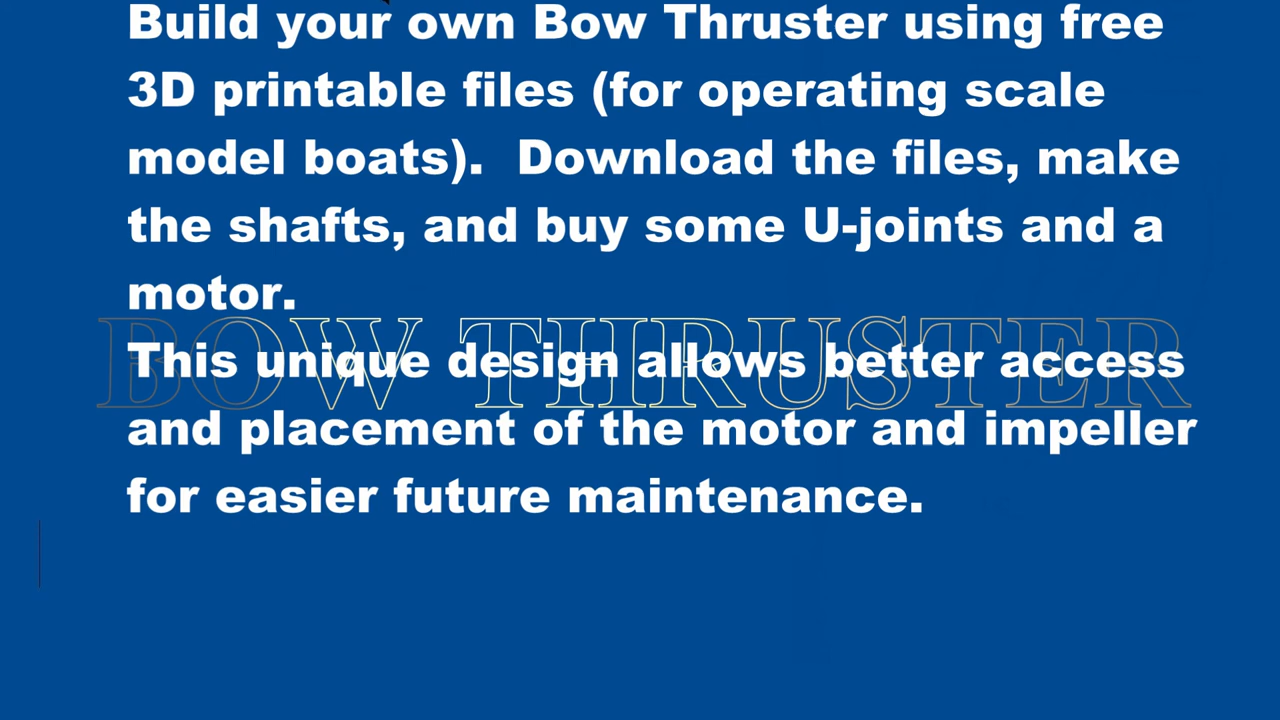 Build your own Bow Thruster using free
3D printable files (for operating scale
model boats).  Download the files, make
the shafts, and buy some U-joints and a
motor.
BOW THRUSTER
This unique design allows better access
and placement of the motor and impeller
for easier future maintenance.